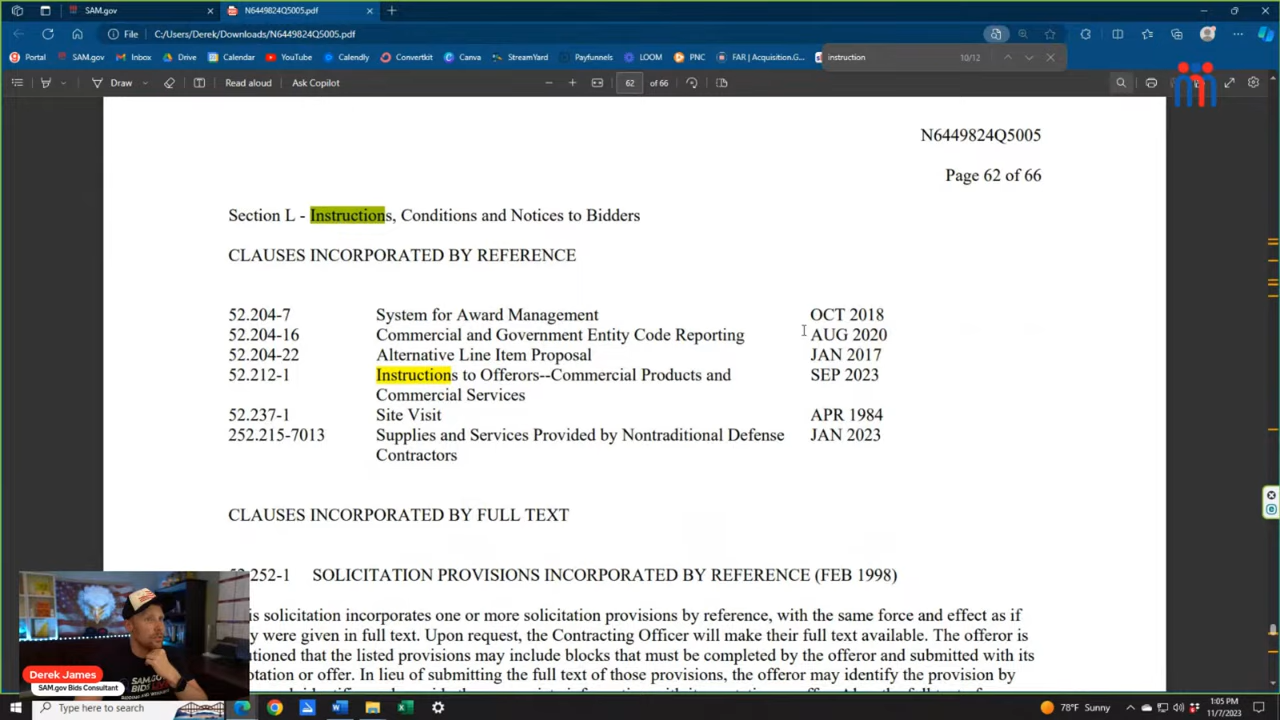 SAM.gov
N6449824Q5005.pdf
File
C:/Users/Derek/Downloads/N6449824Q5005.pdf
Portal
SAM.gov
Inbox
Drive
Calendar
YouTube
Calendly
Convertkit
Canva
StreamYard
Payfunnels
LOOM
PNC
FAR | Acquisition.G...
instruction
10/12
Draw
Read aloud
Ask Copilot
62
of 66
N6449824Q5005
Page 62 of 66
Section L - Instructions, Conditions and Notices to Bidders
CLAUSES INCORPORATED BY REFERENCE
52.204-7 System for Award Management OCT 2018
52.204-16 Commercial and Government Entity Code Reporting AUG 2020
52.204-22 Alternative Line Item Proposal JAN 2017
52.212-1 Instructions to Offerors--Commercial Products and SEP 2023
Commercial Services
52.237-1 Site Visit APR 1984
252.215-7013 Supplies and Services Provided by Nontraditional Defense JAN 2023
Contractors
CLAUSES INCORPORATED BY FULL TEXT
252-1 SOLICITATION PROVISIONS INCORPORATED BY REFERENCE (FEB 1998)
solicitation incorporates one or more solicitation provisions by reference, with the same force and effect as if
were given in full text. Upon request, the Contracting Officer will make their full text available. The offeror is
that the listed provisions may include blocks that must be completed by the offeror and submitted with its
or offer. In lieu of submitting the full text of those provisions, the offeror may identify the provision by
SAM.GOV
BIDS
Derek James
SAM.gov Bids Consultant
Type here to search
78°F Sunny
1:05 PM
11/7/2023